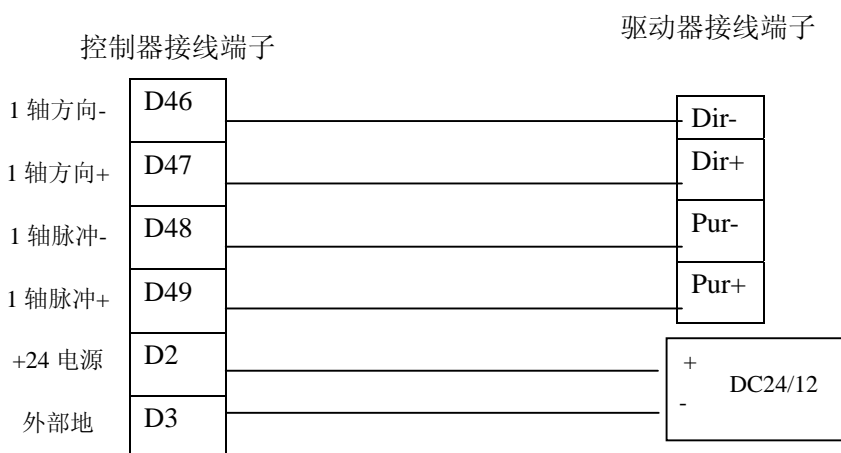 控制器接线端子
驱动器接线端子
1 轴方向- D46 Dir-
1 轴方向+ D47 Dir+
1 轴脉冲- D48 Pur-
1 轴脉冲+ D49 Pur+
+24 电源 D2 +
DC24/12
外部地 D3 -